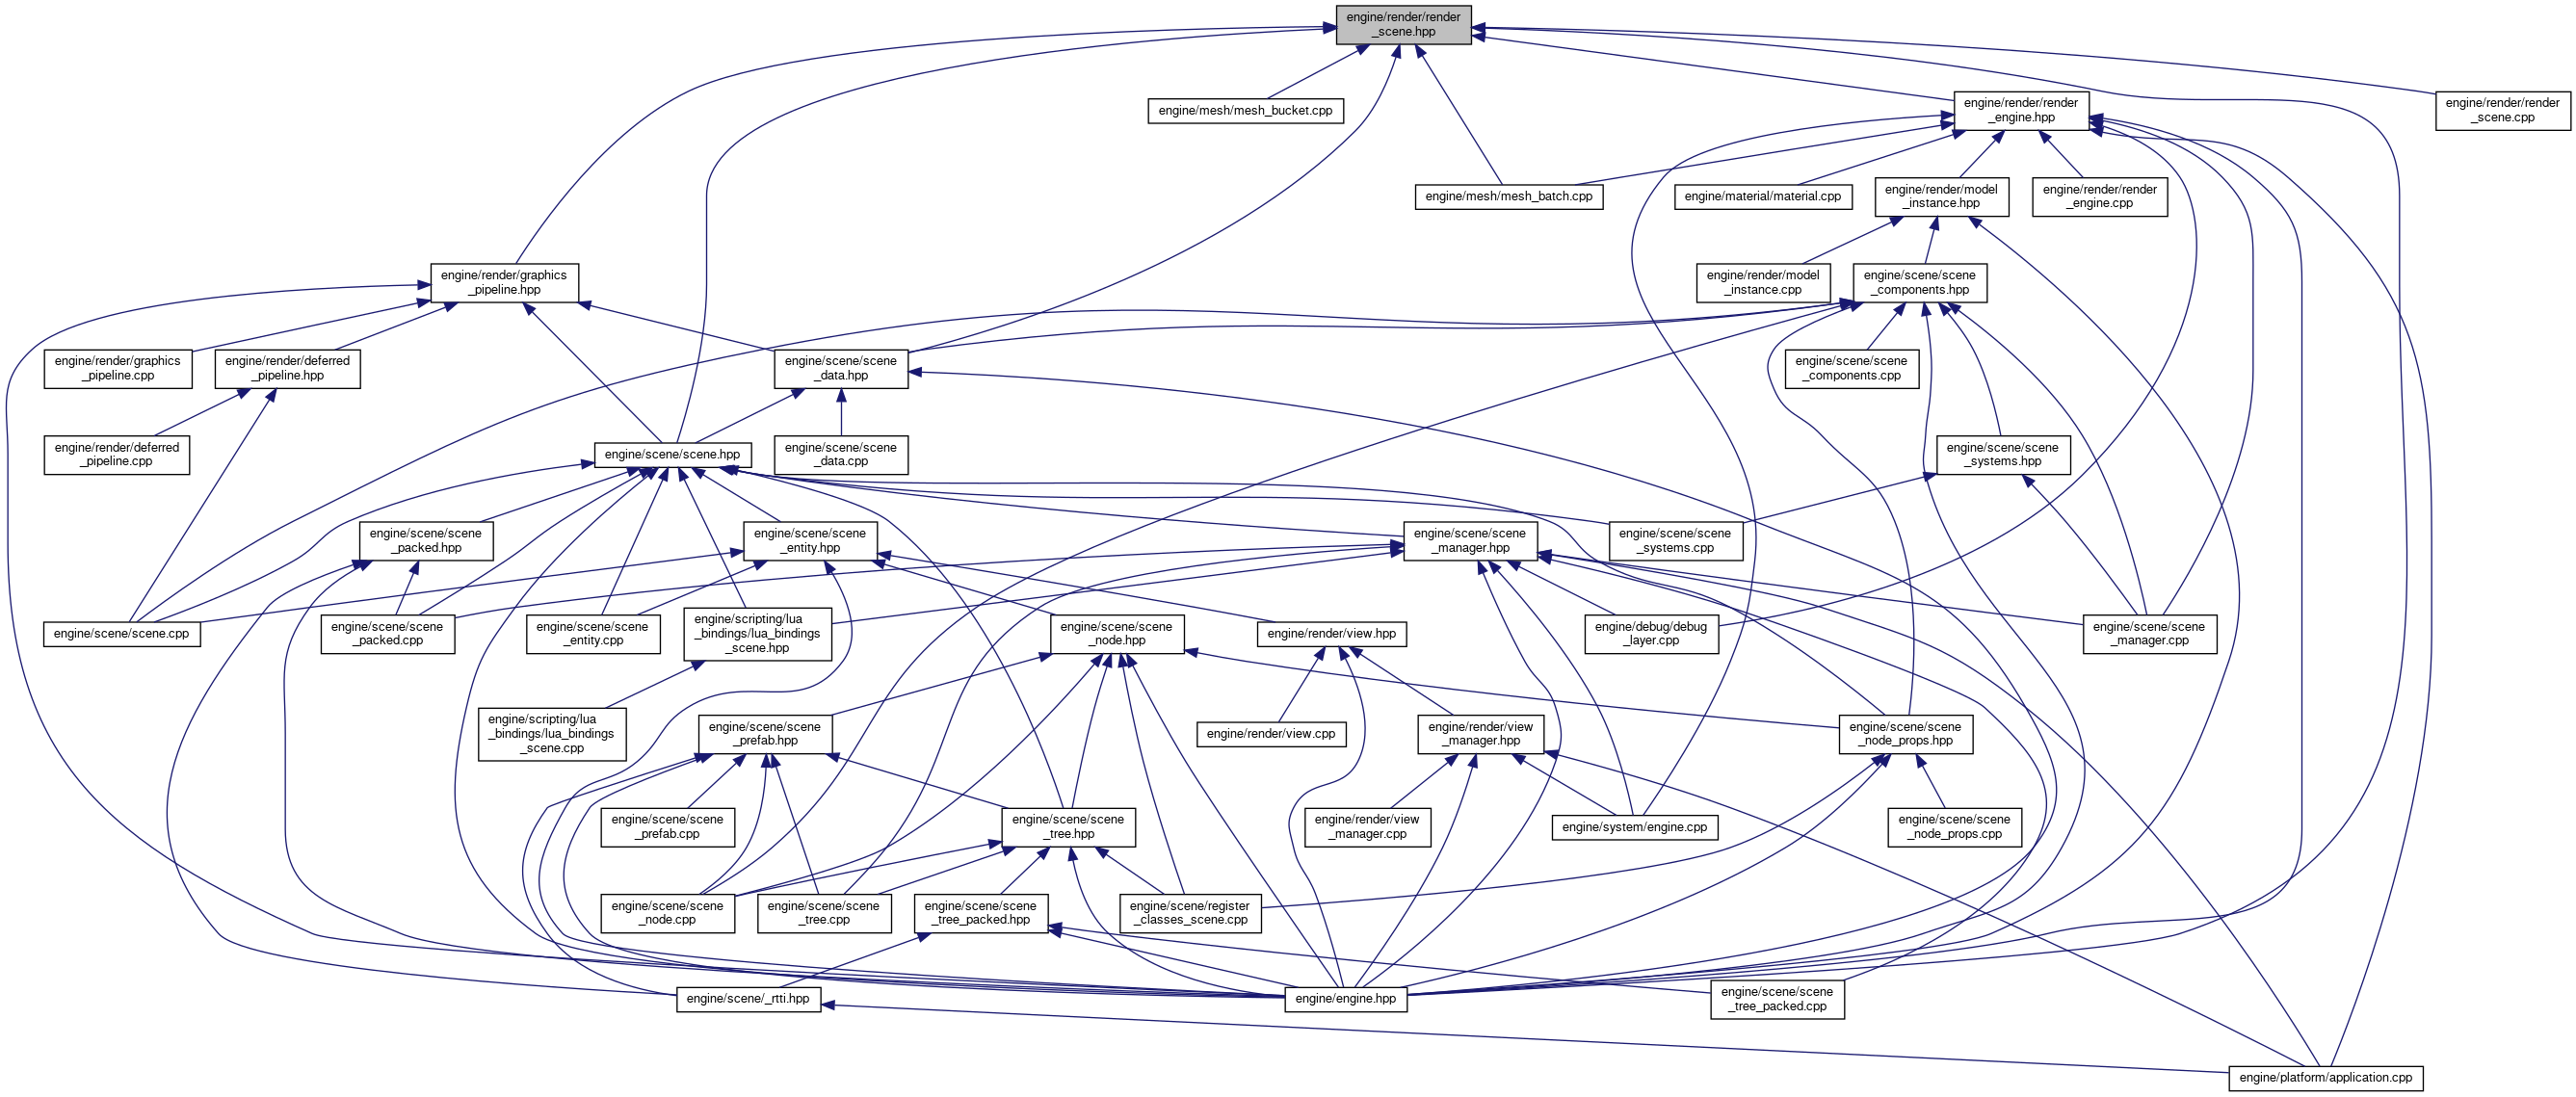 engine/render/render
_scene.hpp
engine/mesh/mesh_bucket.cpp
engine/render/render
_engine.hpp
engine/render/render
_scene.cpp
engine/mesh/mesh_batch.cpp
engine/material/material.cpp
engine/render/model
_instance.hpp
engine/render/render
_engine.cpp
engine/render/graphics
_pipeline.hpp
engine/render/model
_instance.cpp
engine/scene/scene
_components.hpp
engine/render/graphics
_pipeline.cpp
engine/render/deferred
_pipeline.hpp
engine/scene/scene
_data.hpp
engine/scene/scene
_components.cpp
engine/render/deferred
_pipeline.cpp
engine/scene/scene.hpp
engine/scene/scene
_data.cpp
engine/scene/scene
_systems.hpp
engine/scene/scene
_packed.hpp
engine/scene/scene
_entity.hpp
engine/scene/scene
_manager.hpp
engine/scene/scene
_systems.cpp
engine/scene/scene.cpp
engine/scene/scene
_packed.cpp
engine/scene/scene
_entity.cpp
engine/scripting/lua
_bindings/lua_bindings
_scene.hpp
engine/scene/scene
_node.hpp
engine/render/view.hpp
engine/debug/debug
_layer.cpp
engine/scene/scene
_manager.cpp
engine/scripting/lua
_bindings/lua_bindings
_scene.cpp
engine/scene/scene
_prefab.hpp
engine/render/view.cpp
engine/render/view
_manager.hpp
engine/scene/scene
_node_props.hpp
engine/scene/scene
_prefab.cpp
engine/scene/scene
_tree.hpp
engine/render/view
_manager.cpp
engine/system/engine.cpp
engine/scene/scene
_node_props.cpp
engine/scene/scene
_node.cpp
engine/scene/scene
_tree.cpp
engine/scene/scene
_tree_packed.hpp
engine/scene/register
_classes_scene.cpp
engine/scene/_rtti.hpp
engine/engine.hpp
engine/scene/scene
_tree_packed.cpp
engine/platform/application.cpp